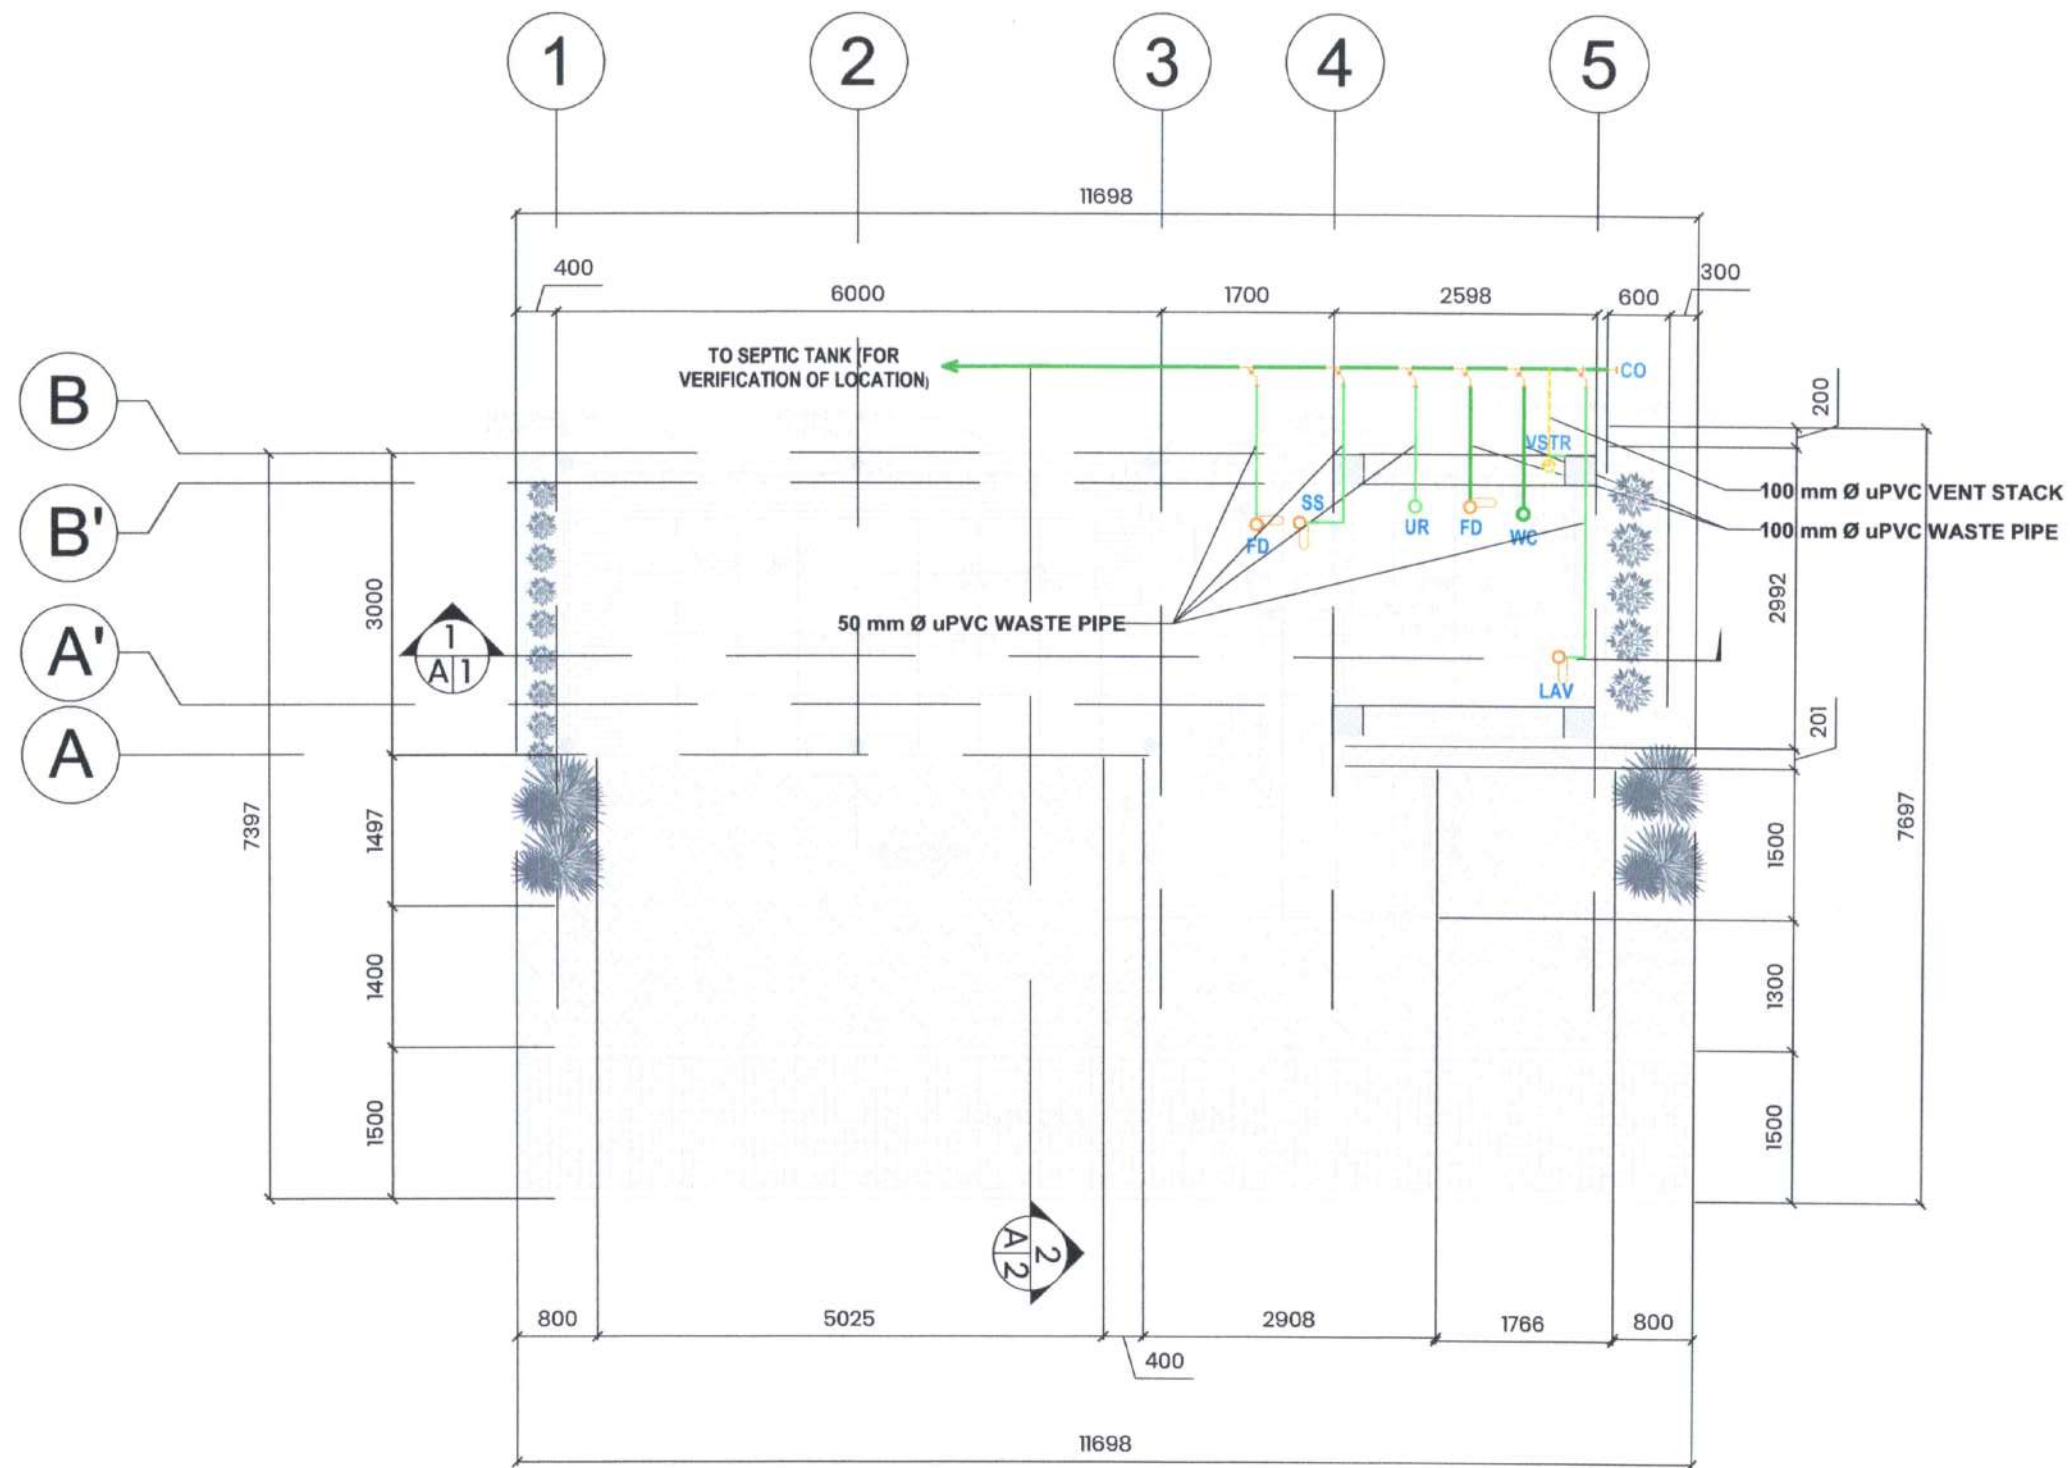 1
2
3
4
5
11698
400
300
6000
1700
2598
600
TO SEPTIC TANK (FOR
VERIFICATION OF LOCATION)
CO
200
B
VSTR
B'
100 mm Ø uPVC VENT STACK
SS
100 mm Ø uPVC WASTE PIPE
FD
UR
FD
WC
3000
2992
50 mm Ø uPVC WASTE PIPE
A'
1
A 1
LAV
201
A
7397
1497
1500
7697
1400
1300
1500
1500
2
A 2
800
5025
2908
1766
800
400
11698